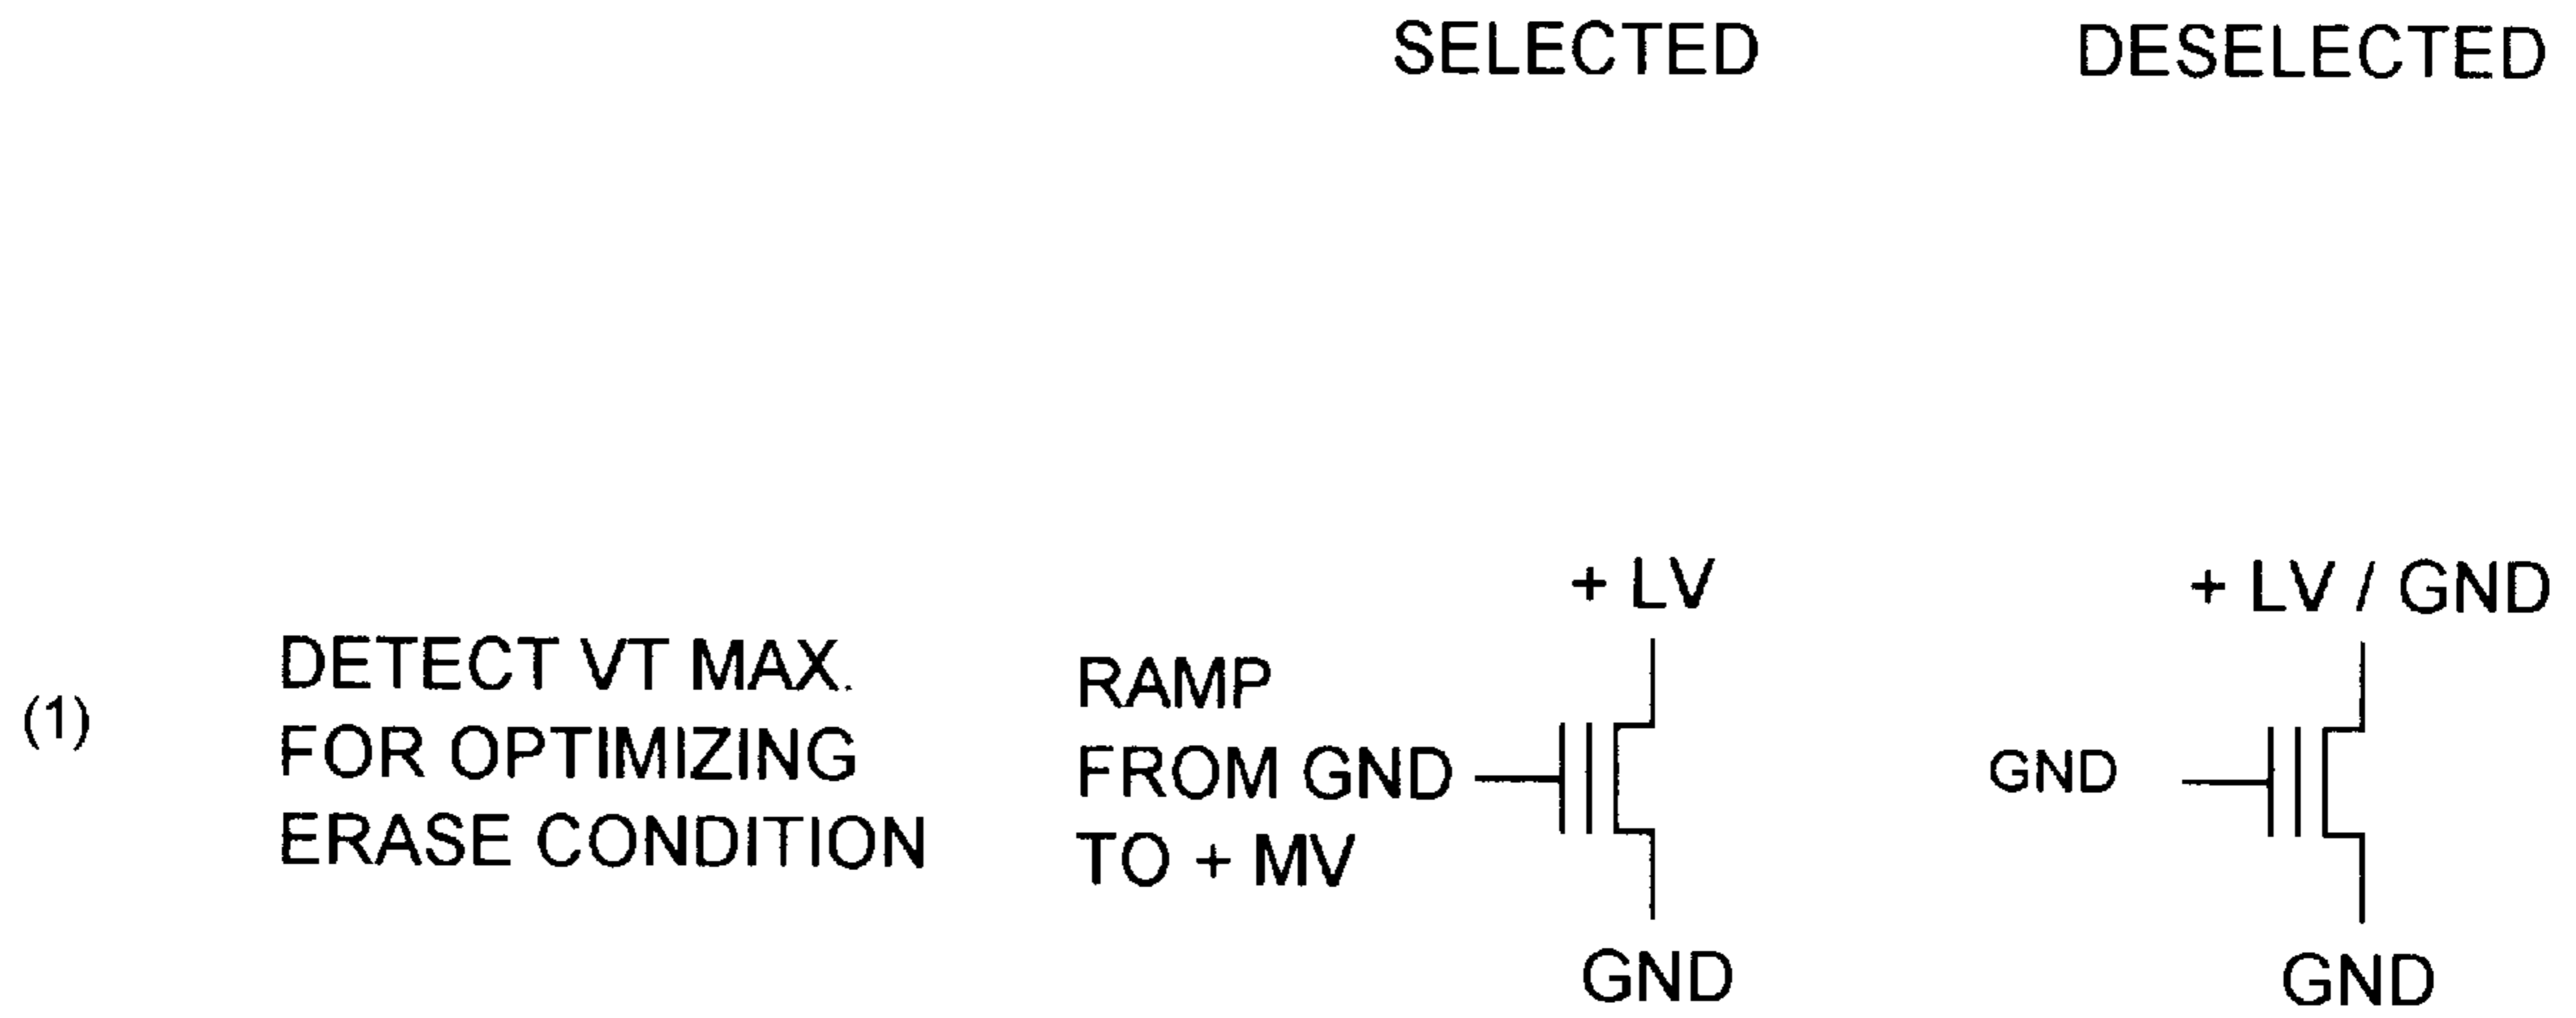 SELECTED
DESELECTED
(1)
DETECT VT MAX.
FOR OPTIMIZING
ERASE CONDITION
RAMP
FROM GND
TO + MV
+ LV
GND
+ LV / GND
GND
GND